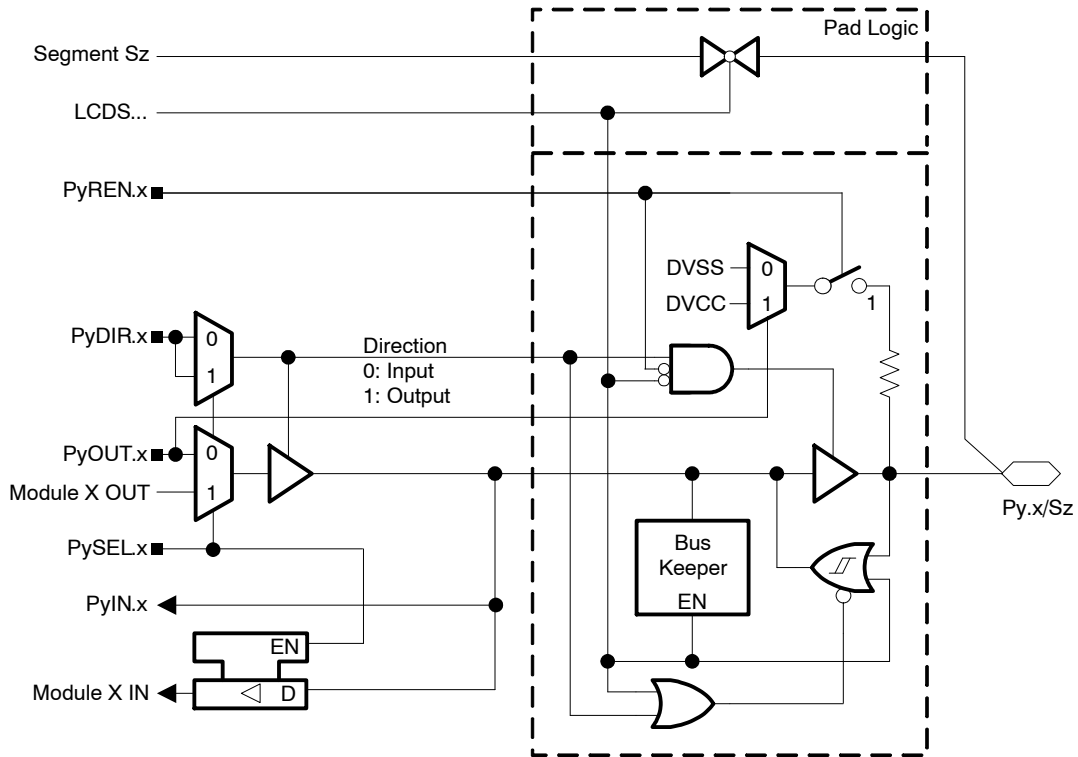 Pad Logic
Segment Sz
LCDS...
PyREN.x
DVSS
0
DVCC
1
1
PyDIR.x
0
1
Direction
0: Input
1: Output
PyOUT.x
0
Module X OUT
1
Py.x/Sz
PySEL.x
Bus
Keeper
EN
PyIN.x
EN
Module X IN
D